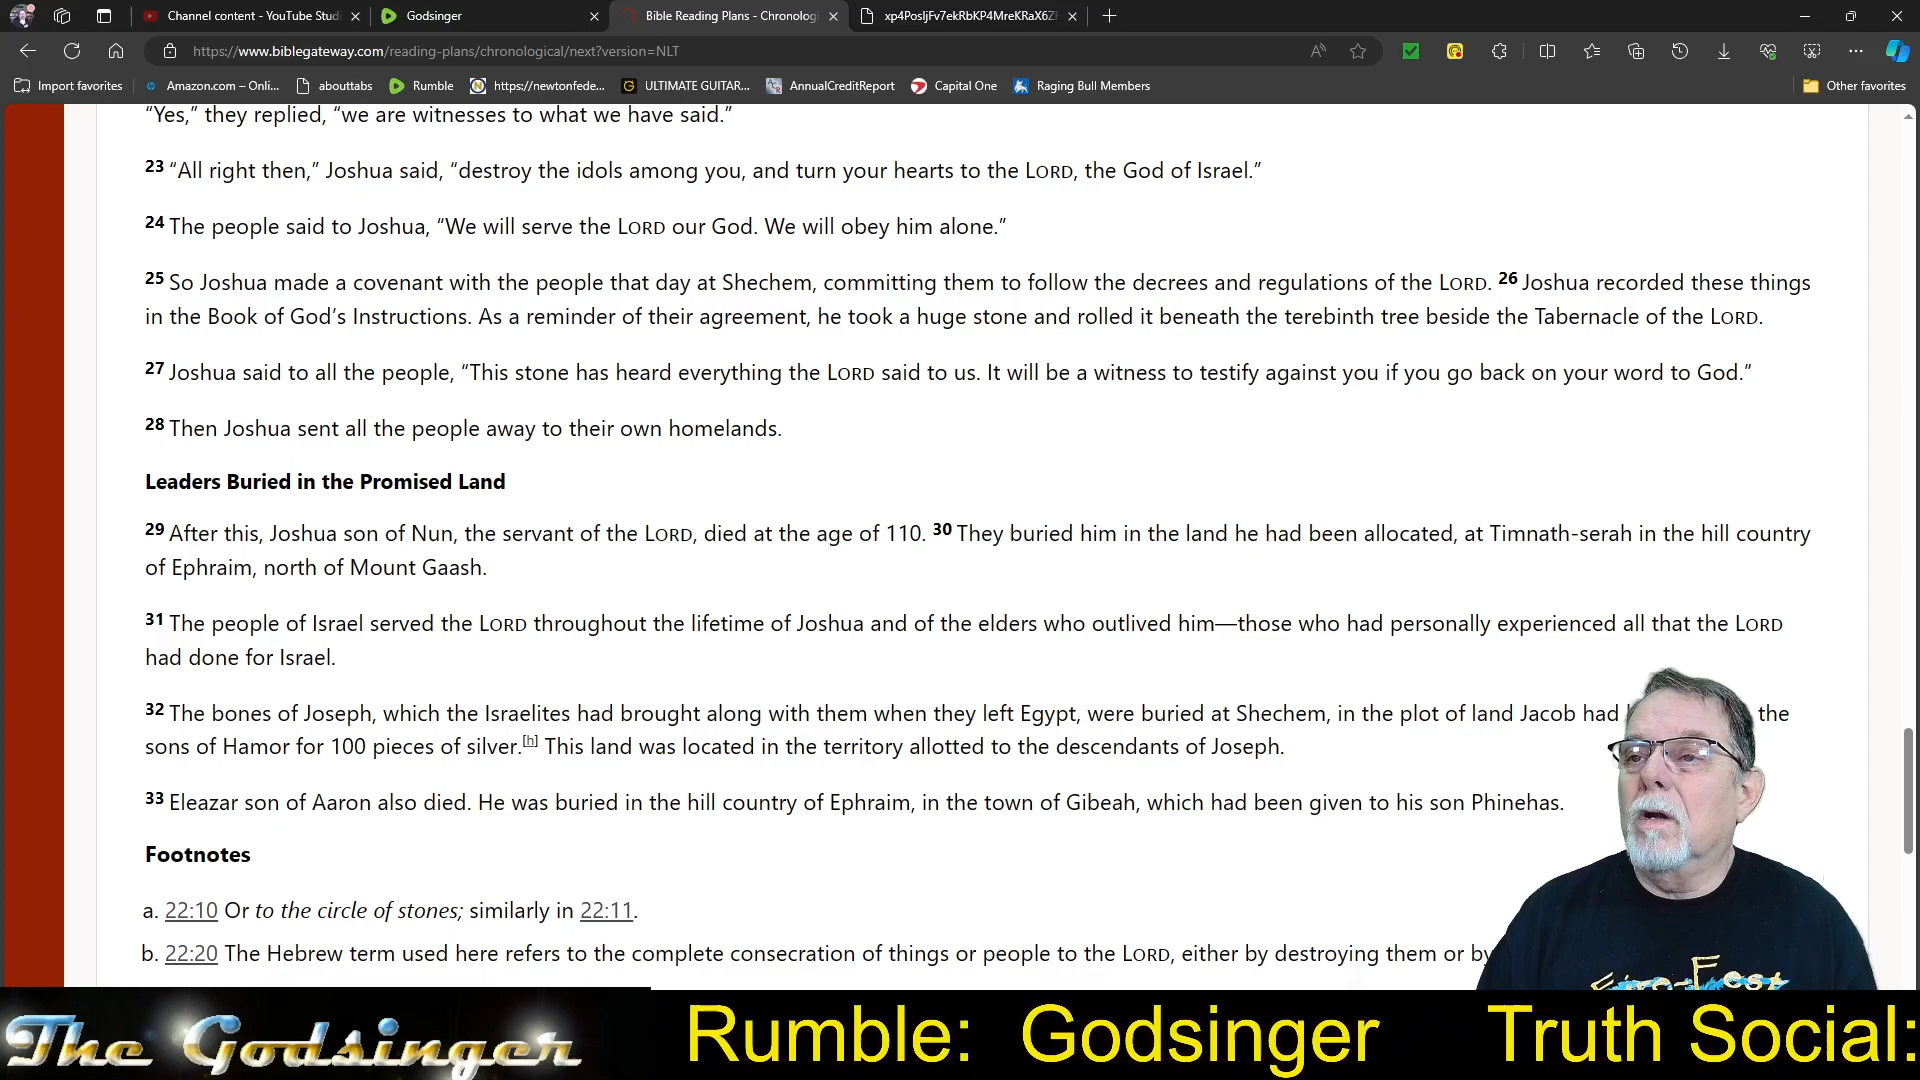 Channel content - YouTube Studi
Godsinger
Bible Reading Plans - Chronologi
xp4PosljFv7ekRbKP4MreKRaX6ZF
https://www.biblegateway.com/reading-plans/chronological/next?version=NLT
Import favorites
Amazon.com – Onli...
abouttabs
Rumble
https://newtonfede...
ULTIMATE GUITAR...
AnnualCreditReport
Capital One
Raging Bull Members
Other favorites
“Yes,” they replied, “we are witnesses to what we have said.”
23 “All right then,” Joshua said, “destroy the idols among you, and turn your hearts to the LORD, the God of Israel.”
24 The people said to Joshua, “We will serve the LORD our God. We will obey him alone.”
25 So Joshua made a covenant with the people that day at Shechem, committing them to follow the decrees and regulations of the LORD. 26 Joshua recorded these things
in the Book of God’s Instructions. As a reminder of their agreement, he took a huge stone and rolled it beneath the terebinth tree beside the Tabernacle of the LORD.
27 Joshua said to all the people, “This stone has heard everything the LORD said to us. It will be a witness to testify against you if you go back on your word to God.”
28 Then Joshua sent all the people away to their own homelands.
Leaders Buried in the Promised Land
29 After this, Joshua son of Nun, the servant of the LORD, died at the age of 110. 30 They buried him in the land he had been allocated, at Timnath-serah in the hill country
of Ephraim, north of Mount Gaash.
31 The people of Israel served the LORD throughout the lifetime of Joshua and of the elders who outlived him—those who had personally experienced all that the LORD
had done for Israel.
32 The bones of Joseph, which the Israelites had brought along with them when they left Egypt, were buried at Shechem, in the plot of land Jacob had the
sons of Hamor for 100 pieces of silver.[h] This land was located in the territory allotted to the descendants of Joseph.
33 Eleazar son of Aaron also died. He was buried in the hill country of Ephraim, in the town of Gibeah, which had been given to his son Phinehas.
Footnotes
a. 22:10 Or to the circle of stones; similarly in 22:11.
b. 22:20 The Hebrew term used here refers to the complete consecration of things or people to the LORD, either by destroying them or by
The Godsinger
Rumble: Godsinger
Truth Social: